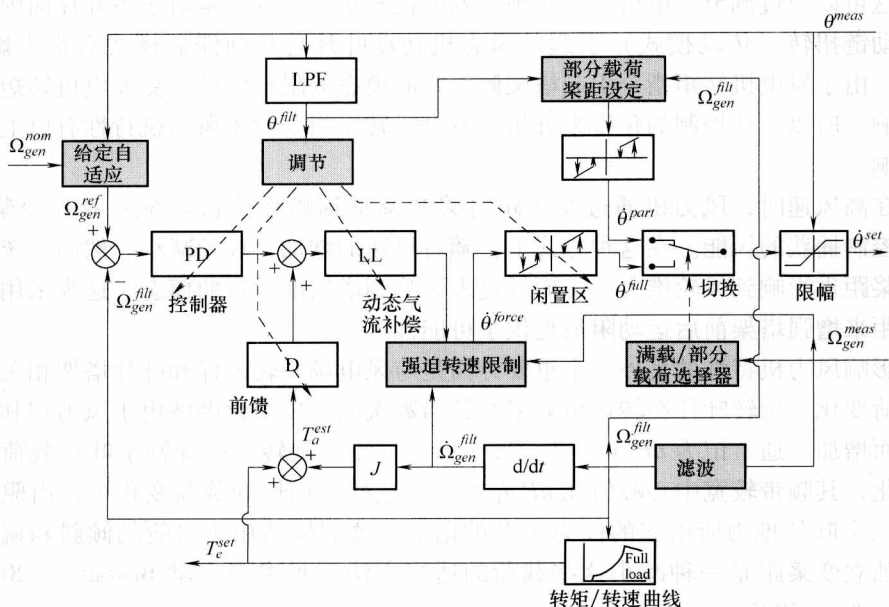 θ^meas
LPF
部分载荷
桨距设定
Ω_gen^filt
θ^filt
Ω_gen^nom
给定自
适应
调节
Ω_gen^ref
+
θ̇^part
PD
+
LL
θ̇^set
Ω_gen^filt
控制器
+
动态气
流补偿
θ̇^force
闲置区
θ̇^full
切换
限幅
Ω_gen^meas
D
强迫转速限制
满载/部分
载荷选择器
前馈
T_a^est
Ω̇_gen^filt
Ω_gen^filt
+
+
J
d/dt
滤波
T_e^set
Full
load
转矩/转速曲线